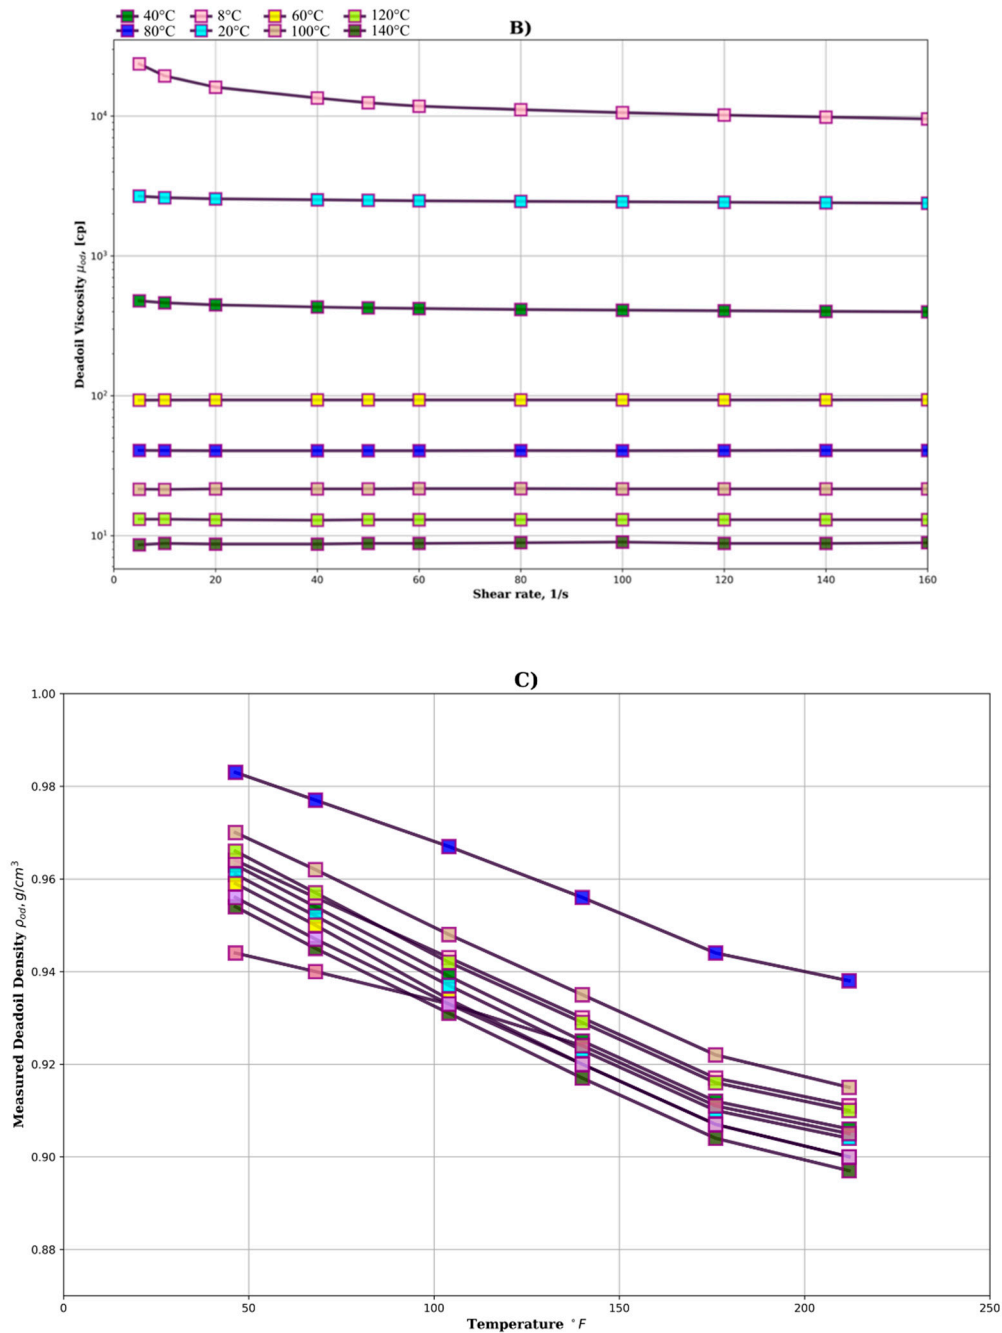 40°C 8°C 60°C 120°C
80°C 20°C 100°C 140°C
B)
10⁴
10³
10²
10¹
Deadoil Viscosity μod, [cp]
0 20 40 60 80 100 120 140 160
Shear rate, 1/s
C)
1.00
0.98
0.96
0.94
0.92
0.90
0.88
Measured Deadoil Density ρod, g/cm³
0 50 100 150 200 250
Temperature °F